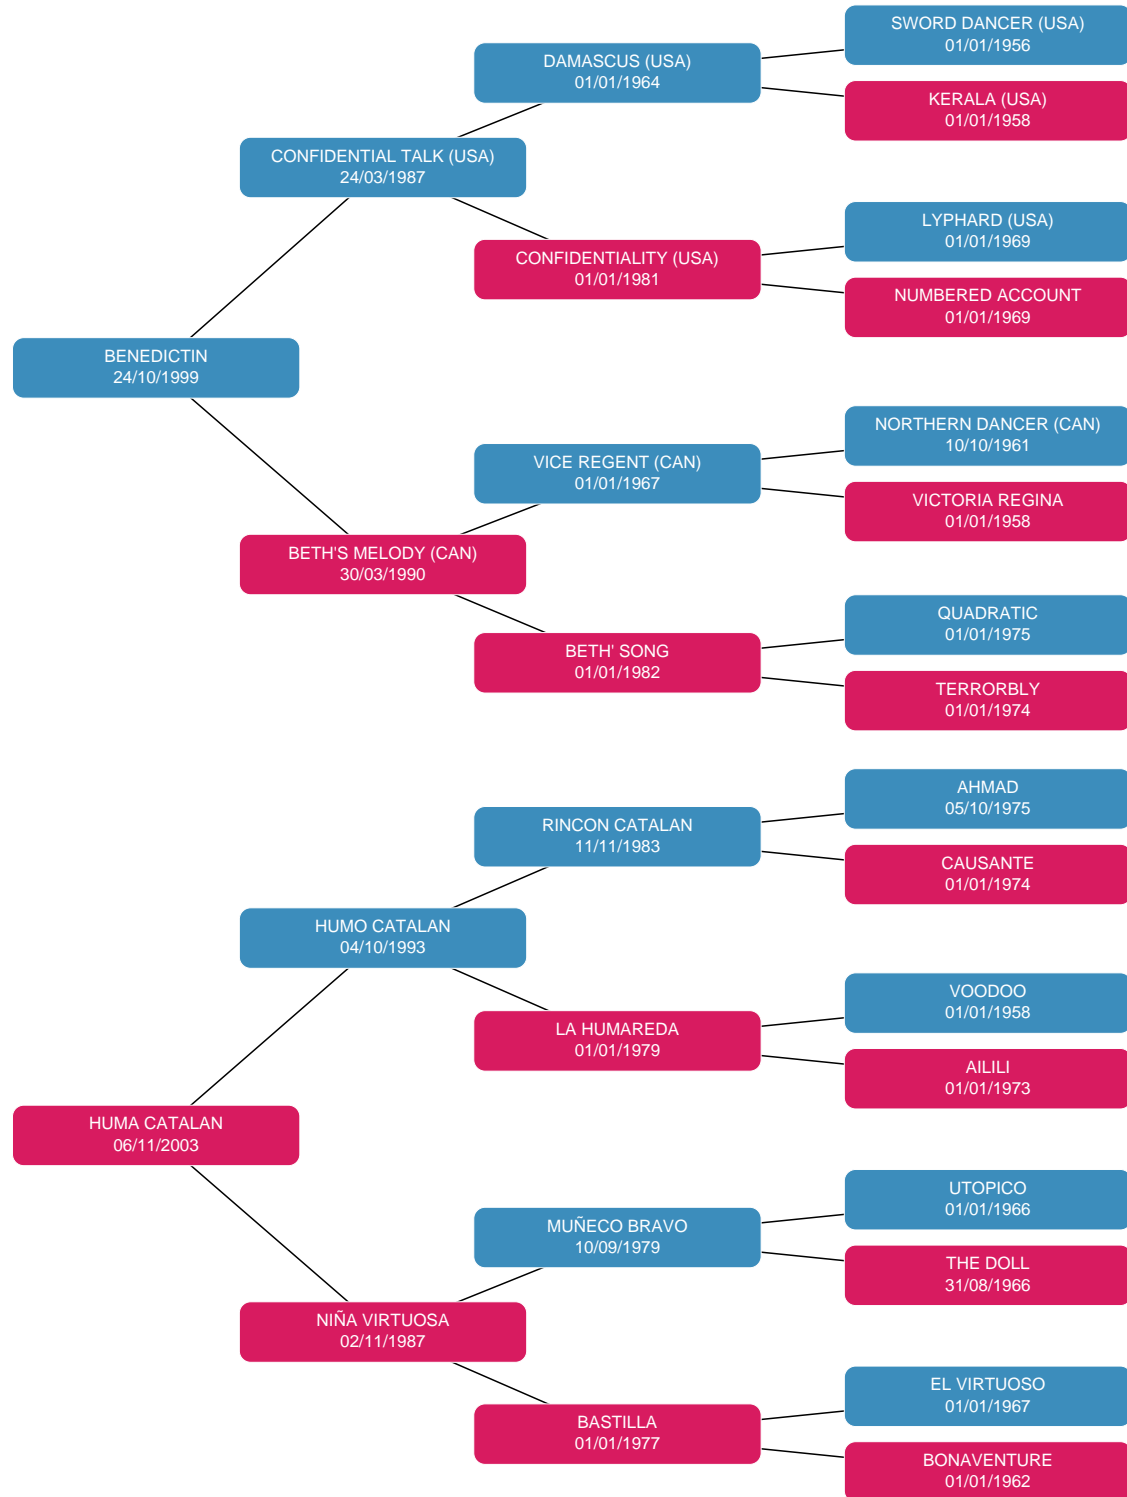 SWORD DANCER (USA)
01/01/1956
DAMASCUS (USA)
01/01/1964
KERALA (USA)
01/01/1958
CONFIDENTIAL TALK (USA)
24/03/1987
LYPHARD (USA)
01/01/1969
CONFIDENTIALITY (USA)
01/01/1981
NUMBERED ACCOUNT
01/01/1969
BENEDICTIN
24/10/1999
NORTHERN DANCER (CAN)
10/10/1961
VICE REGENT (CAN)
01/01/1967
VICTORIA REGINA
01/01/1958
BETH'S MELODY (CAN)
30/03/1990
QUADRATIC
01/01/1975
BETH' SONG
01/01/1982
TERRORBLY
01/01/1974
AHMAD
05/10/1975
RINCON CATALAN
11/11/1983
CAUSANTE
01/01/1974
HUMO CATALAN
04/10/1993
VOODOO
01/01/1958
LA HUMAREDA
01/01/1979
AILILI
01/01/1973
HUMA CATALAN
06/11/2003
UTOPICO
01/01/1966
MUÑECO BRAVO
10/09/1979
THE DOLL
31/08/1966
NIÑA VIRTUOSA
02/11/1987
EL VIRTUOSO
01/01/1967
BASTILLA
01/01/1977
BONAVENTURE
01/01/1962